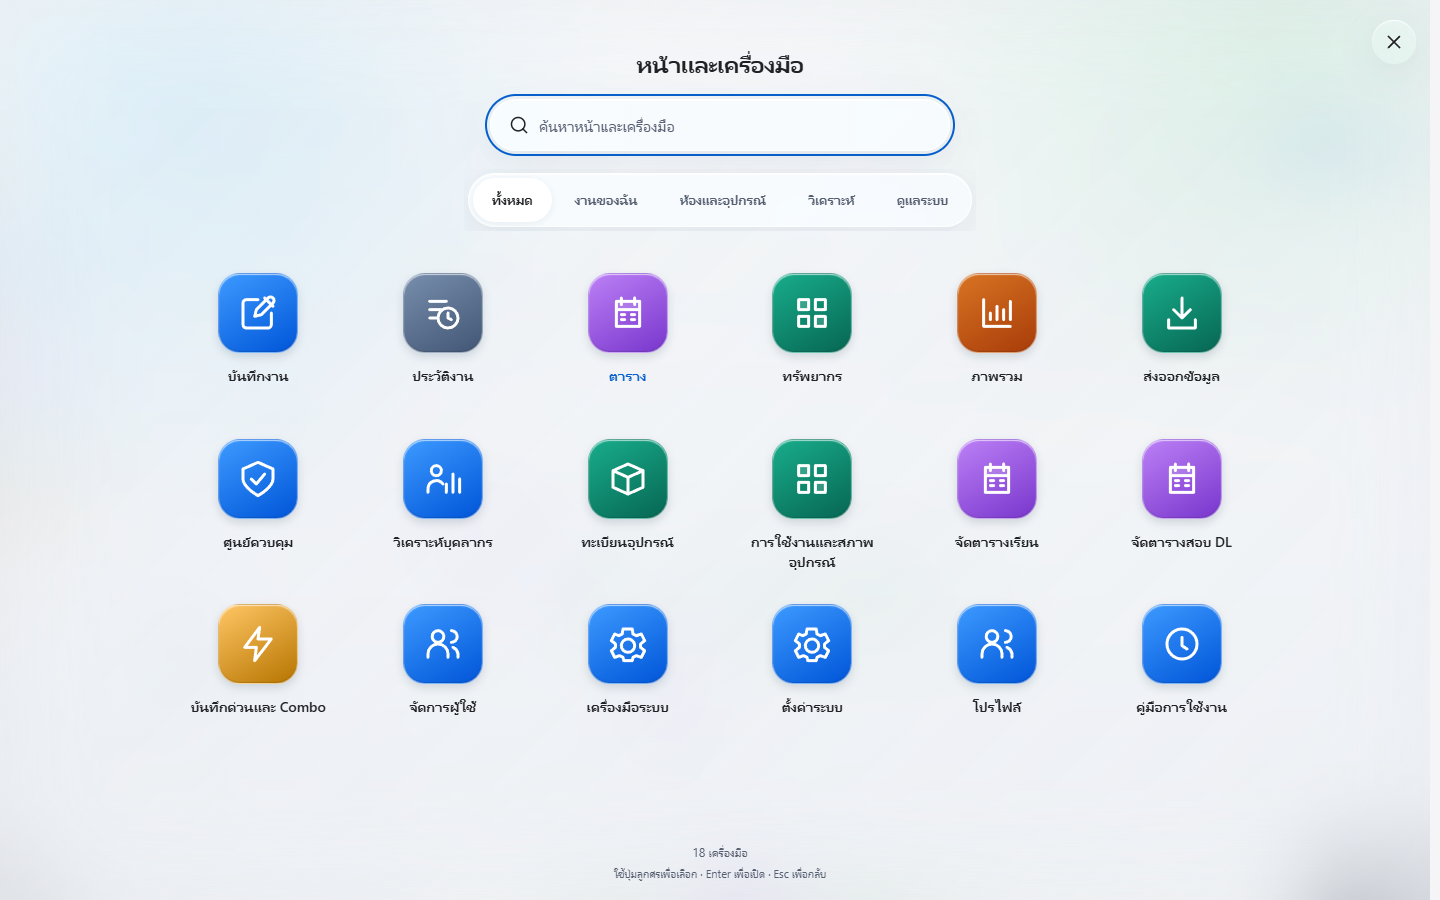 หน้าและเครื่องมือ
ค้นหาหน้าและเครื่องมือ
ทั้งหมด งานของฉัน ห้องและอุปกรณ์ วิเคราะห์ ดูแลระบบ
บันทึกงาน ประวัติงาน ตาราง ทรัพยากร ภาพรวม ส่งออกข้อมูล
ศูนย์ควบคุม วิเคราะห์บุคลากร ทะเบียนอุปกรณ์ การใช้งานและสภาพ จัดตารางเรียน จัดตารางสอบ DL
อุปกรณ์
บันทึกด่วนและ Combo จัดการผู้ใช้ เครื่องมือระบบ ตั้งค่าระบบ โปรไฟล์ คู่มือการใช้งาน
18 เครื่องมือ
ใช้ปุ่มลูกศรเพื่อเลือก · Enter เพื่อเปิด · Esc เพื่อกลับ